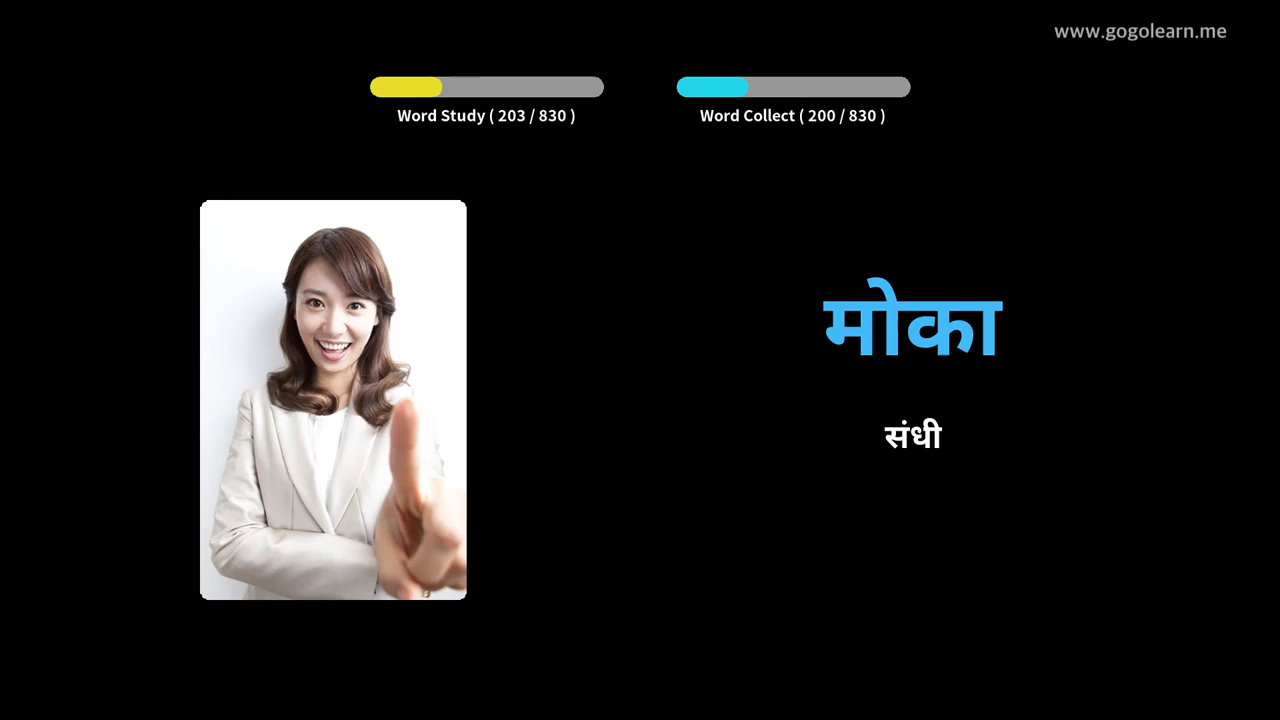 www.gogolearn.me
Word Study ( 203 / 830 )
Word Collect ( 200 / 830 )
मोका
संधी